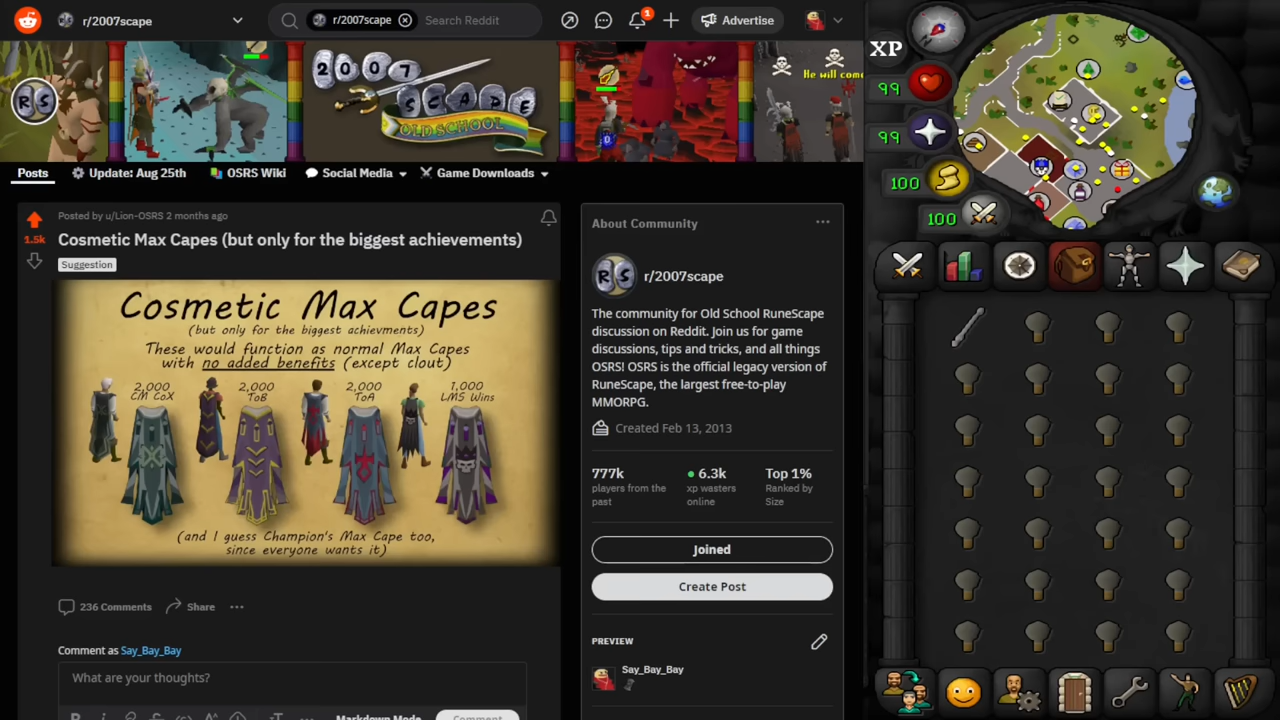 r/2007scape
r/2007scape
Search Reddit
1
Advertise
RS
2007
SCAPE
OLD SCHOOL
He will come
Posts
Update: Aug 25th
OSRS Wiki
Social Media
Game Downloads
Posted by u/Lion-OSRS 2 months ago
1.5k
Cosmetic Max Capes (but only for the biggest achievements)
Suggestion
Cosmetic Max Capes
(but only for the biggest achievments)
These would function as normal Max Capes
with no added benefits (except clout)
2,000
CM CoX
2,000
ToB
2,000
ToA
1,000
LMS Wins
(and I guess Champion's Max Cape too,
since everyone wants it)
236 Comments
Share
Comment as Say_Bay_Bay
What are your thoughts?
Markdown Mode
Comment
About Community
RS
r/2007scape
The community for Old School RuneScape
discussion on Reddit. Join us for game
discussions, tips and tricks, and all things
OSRS! OSRS is the official legacy version of
RuneScape, the largest free-to-play
MMORPG.
Created Feb 13, 2013
777k
players from the
past
6.3k
xp wasters
online
Top 1%
Ranked by
Size
Joined
Create Post
PREVIEW
Say_Bay_Bay
XP
99
99
100
100